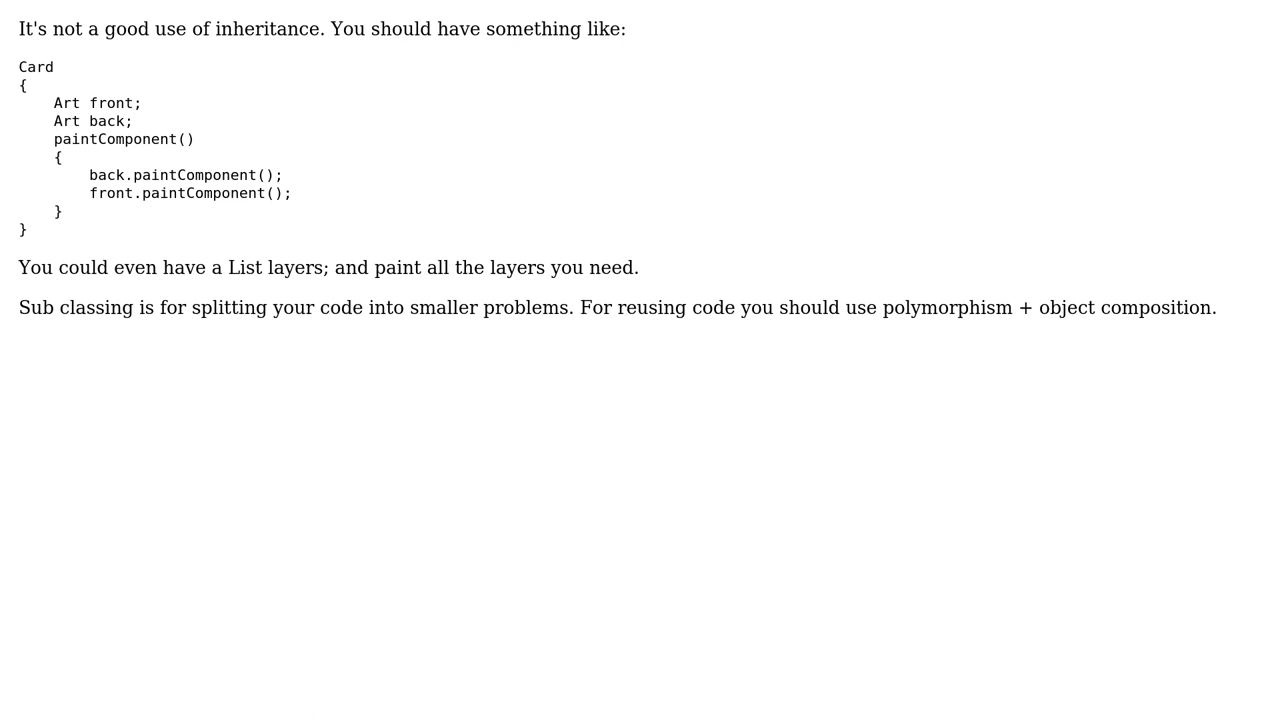 It's not a good use of inheritance. You should have something like:
Card
{
    Art front;
    Art back;
    paintComponent()
    {
        back.paintComponent();
        front.paintComponent();
    }
}
You could even have a List layers; and paint all the layers you need.
Sub classing is for splitting your code into smaller problems. For reusing code you should use polymorphism + object composition.